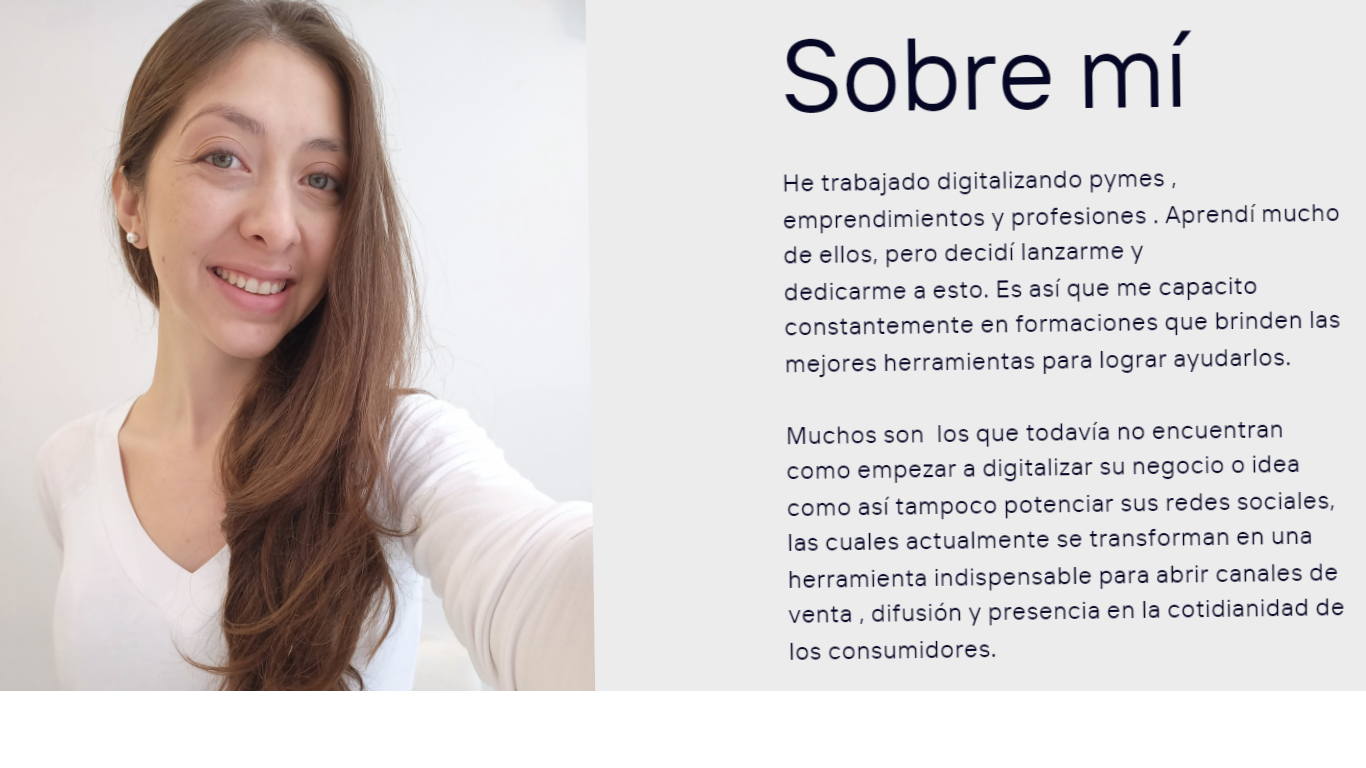 Sobre mí
He trabajado digitalizando pymes ,
emprendimientos y profesiones . Aprendí mucho
de ellos, pero decidí lanzarme y
dedicarme a esto. Es así que me capacito
constantemente en formaciones que brinden las
mejores herramientas para lograr ayudarlos.
Muchos son  los que todavía no encuentran
como empezar a digitalizar su negocio o idea
como así tampoco potenciar sus redes sociales,
las cuales actualmente se transforman en una
herramienta indispensable para abrir canales de
venta , difusión y presencia en la cotidianidad de
los consumidores.